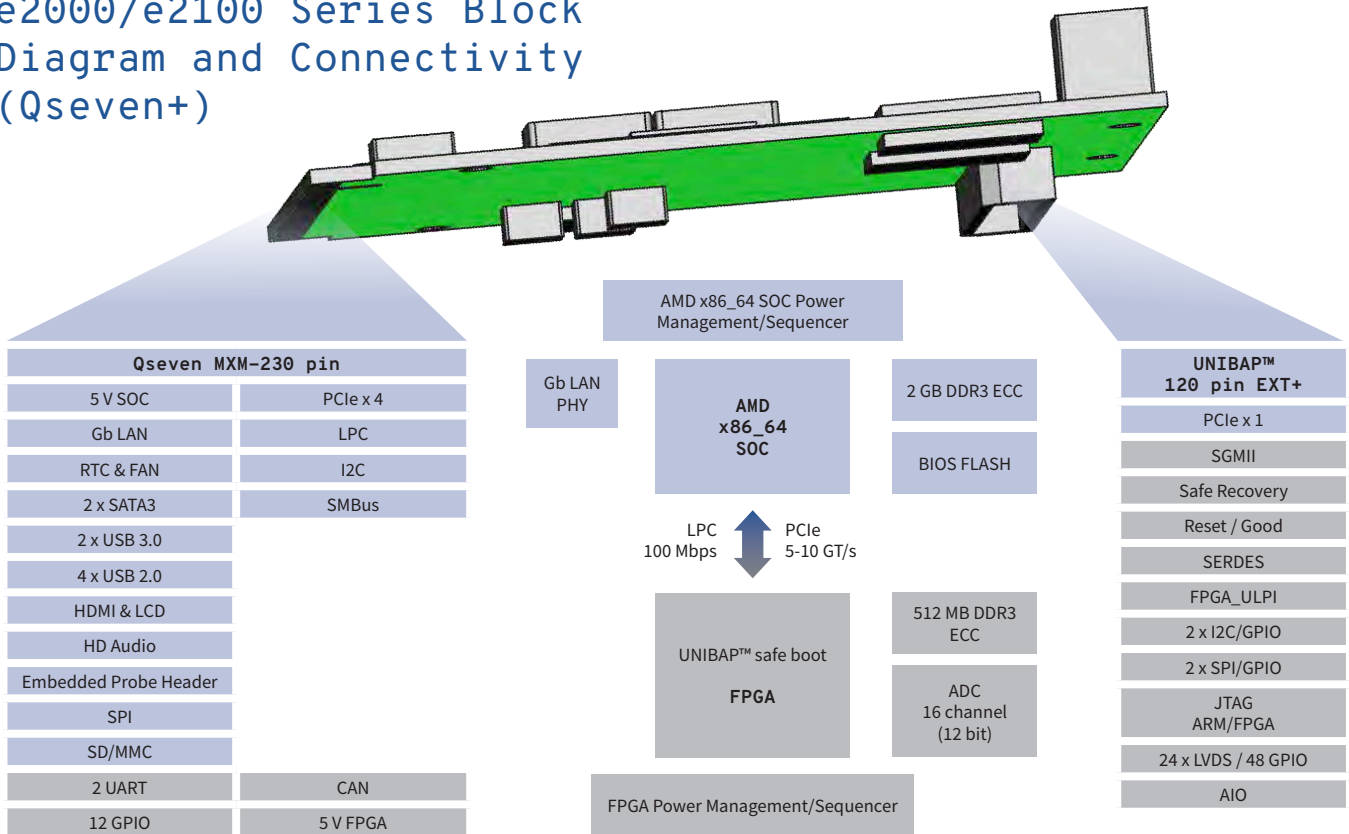 e2000/e2100 Series Block
Diagram and Connectivity
(Qseven+)
AMD x86_64 SOC Power
Management/Sequencer
Qseven MXM-230 pin
5 V SOC
PCIe x 4
Gb LAN
LPC
RTC & FAN
I2C
2 x SATA3
SMBus
2 x USB 3.0
4 x USB 2.0
HDMI & LCD
HD Audio
Embedded Probe Header
SPI
SD/MMC
2 UART
CAN
12 GPIO
5 V FPGA
Gb LAN
PHY
AMD
x86_64
SOC
2 GB DDR3 ECC
BIOS FLASH
LPC
100 Mbps
PCIe
5-10 GT/s
UNIBAP™ safe boot
FPGA
512 MB DDR3
ECC
ADC
16 channel
(12 bit)
FPGA Power Management/Sequencer
UNIBAP™
120 pin EXT+
PCIe x 1
SGMII
Safe Recovery
Reset / Good
SERDES
FPGA_ULPI
2 x I2C/GPIO
2 x SPI/GPIO
JTAG
ARM/FPGA
24 x LVDS / 48 GPIO
AIO